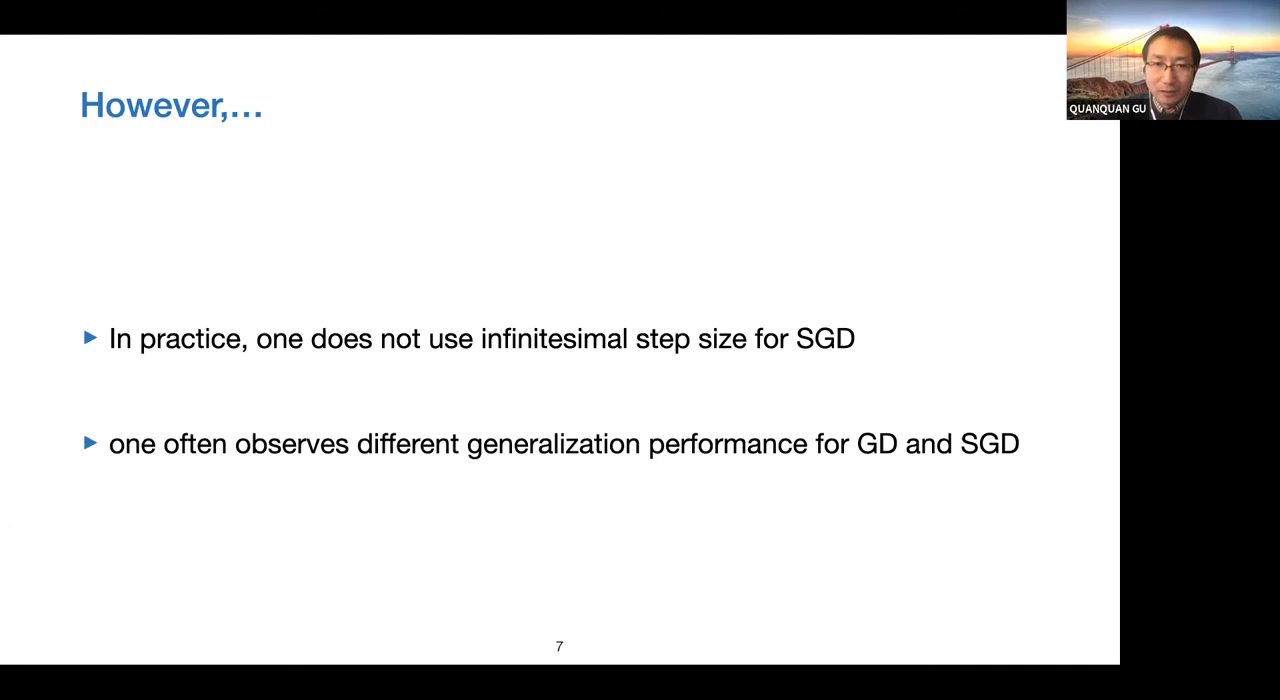 However,...
QUANQUAN GU
▶ In practice, one does not use infinitesimal step size for SGD
▶ one often observes different generalization performance for GD and SGD
7